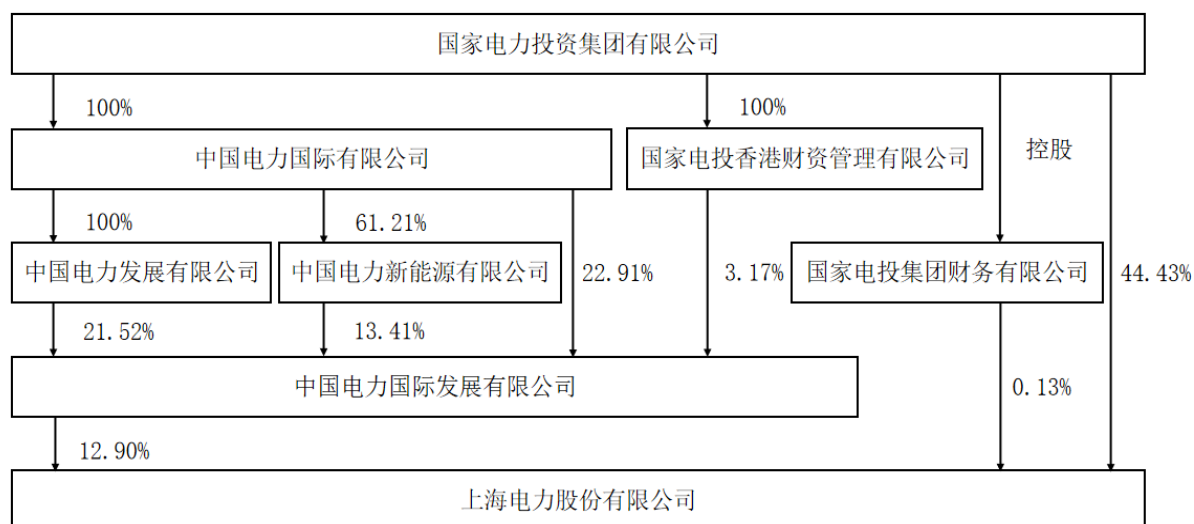 国家电力投资集团有限公司
100%
100%
中国电力国际有限公司
国家电投香港财资管理有限公司
控股
100%
61.21%
中国电力发展有限公司
中国电力新能源有限公司
22.91%
3.17%
国家电投集团财务有限公司
44.43%
21.52%
13.41%
中国电力国际发展有限公司
0.13%
12.90%
上海电力股份有限公司